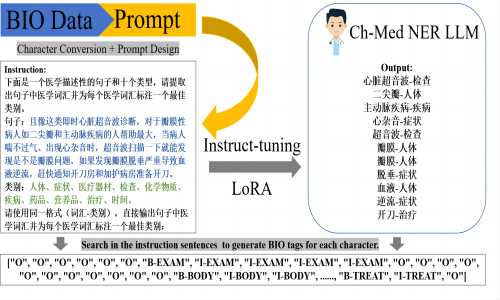 BIO Data
Prompt
Character Conversion + Prompt Design
Instruction:
下面是一个医学描述性的句子和十个类型，请提取
出句子中医学词汇并为每个医学词汇标注一个最佳
类别。
句子：且像这类即时心脏超音波诊断，对于瓣膜性
病人如二尖瓣和主动脉疾病的人帮助最大，当病人
喘不过气、出现心杂音时，超音波扫描一下就能发
现是不是瓣膜问题，如果发现瓣膜脱垂严重导致血
液逆流，赶快通知开刀房和加护病房准备开刀。
类别：人体、症状、医疗器材、检查、化学物质、
疾病、药品、营养品、治疗、时间。
请使用同一格式（词汇-类别），直接输出句子中医
学词汇并为每个医学词汇标注一个最佳类别：
Instruct-tuning
LoRA
Ch-Med NER LLM
Output:
心脏超音波-检查
二尖瓣-人体
主动脉疾病-疾病
心杂音-症状
超音波-检查
瓣膜-人体
瓣膜-人体
脱垂-症状
血液-人体
逆流-症状
开刀-治疗
Search in the instruction sentences to generate BIO tags for each character.
["O", "O", "O", "O", "O", "O", "B-EXAM", "I-EXAM", "I-EXAM", "I-EXAM", "I-EXAM", "O", "O", "O", "O",
"O", "O", "O", "O", "O", "O", "O", "B-BODY", "I-BODY", "I-BODY", ......, "B-TREAT", "I-TREAT", "O"]